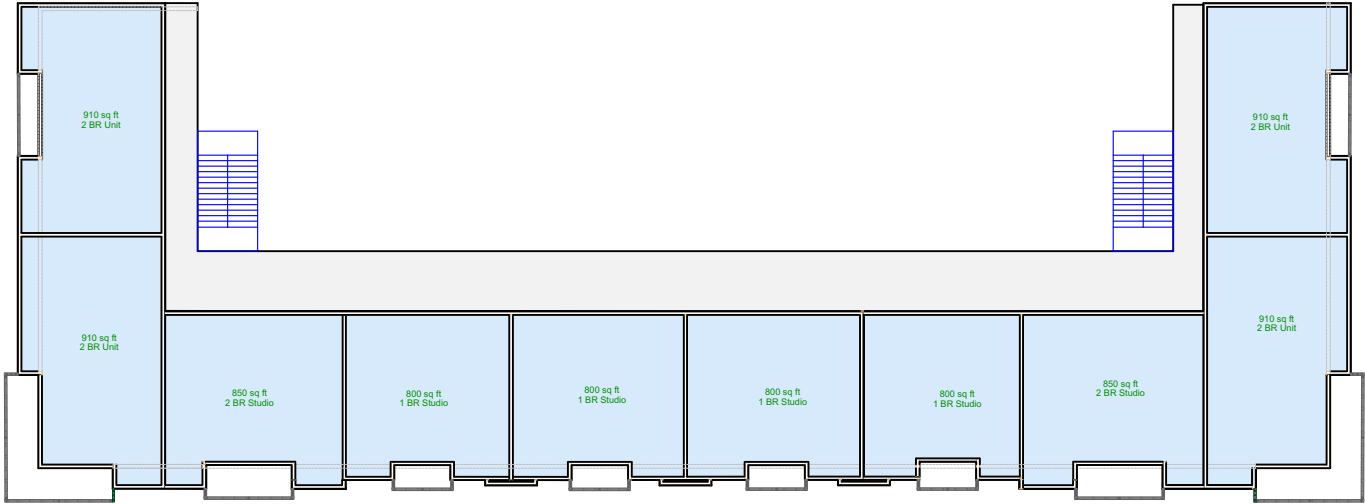 910 sq ft
2 BR Unit
910 sq ft
2 BR Unit
910 sq ft
2 BR Unit
910 sq ft
2 BR Unit
850 sq ft
2 BR Studio
800 sq ft
1 BR Studio
800 sq ft
1 BR Studio
800 sq ft
1 BR Studio
800 sq ft
1 BR Studio
850 sq ft
2 BR Studio